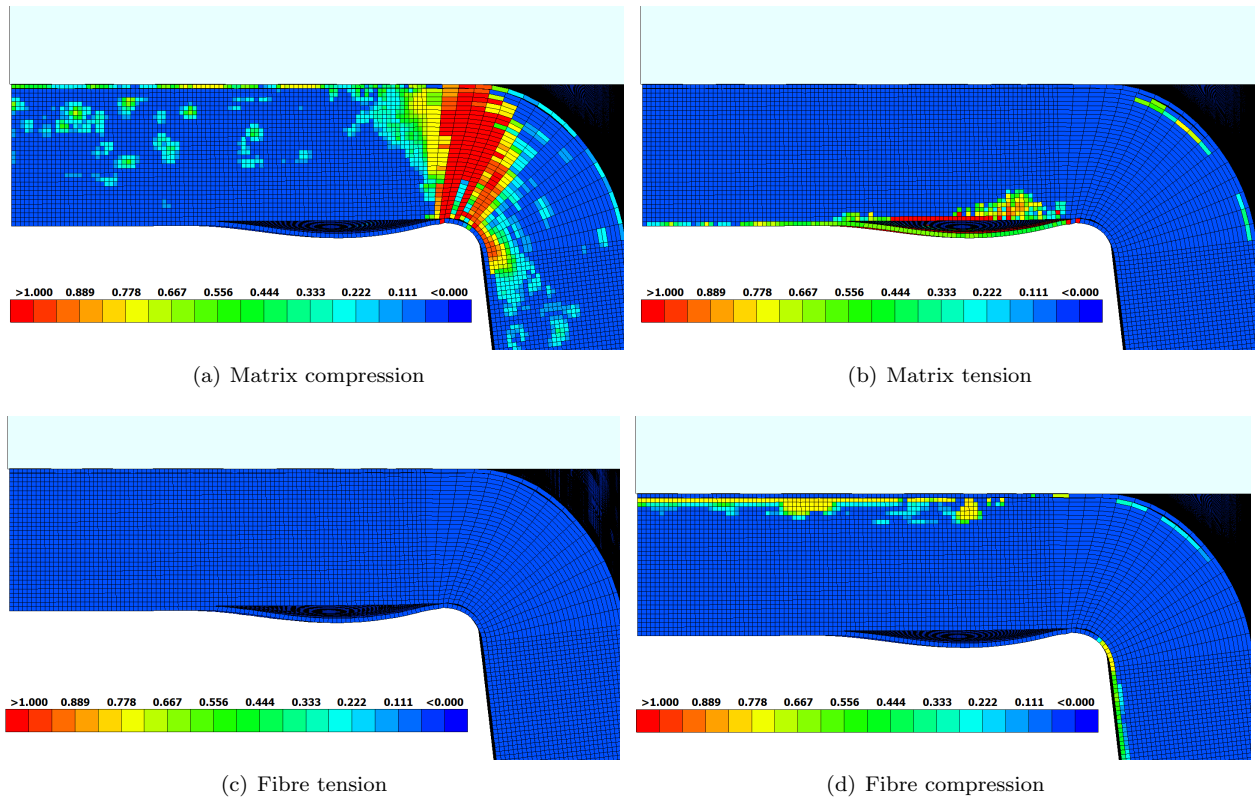 >1.000 0.889 0.778 0.667 0.556 0.444 0.333 0.222 0.111 <0.000
(a) Matrix compression
>1.000 0.889 0.778 0.667 0.556 0.444 0.333 0.222 0.111 <0.000
(b) Matrix tension
>1.000 0.889 0.778 0.667 0.556 0.444 0.333 0.222 0.111 <0.000
(c) Fibre tension
>1.000 0.889 0.778 0.667 0.556 0.444 0.333 0.222 0.111 <0.000
(d) Fibre compression